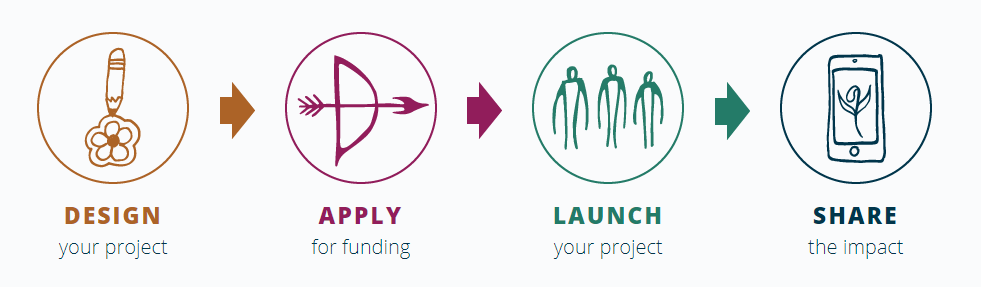 DESIGN
your project
APPLY
for funding
LAUNCH
your project
SHARE
the impact